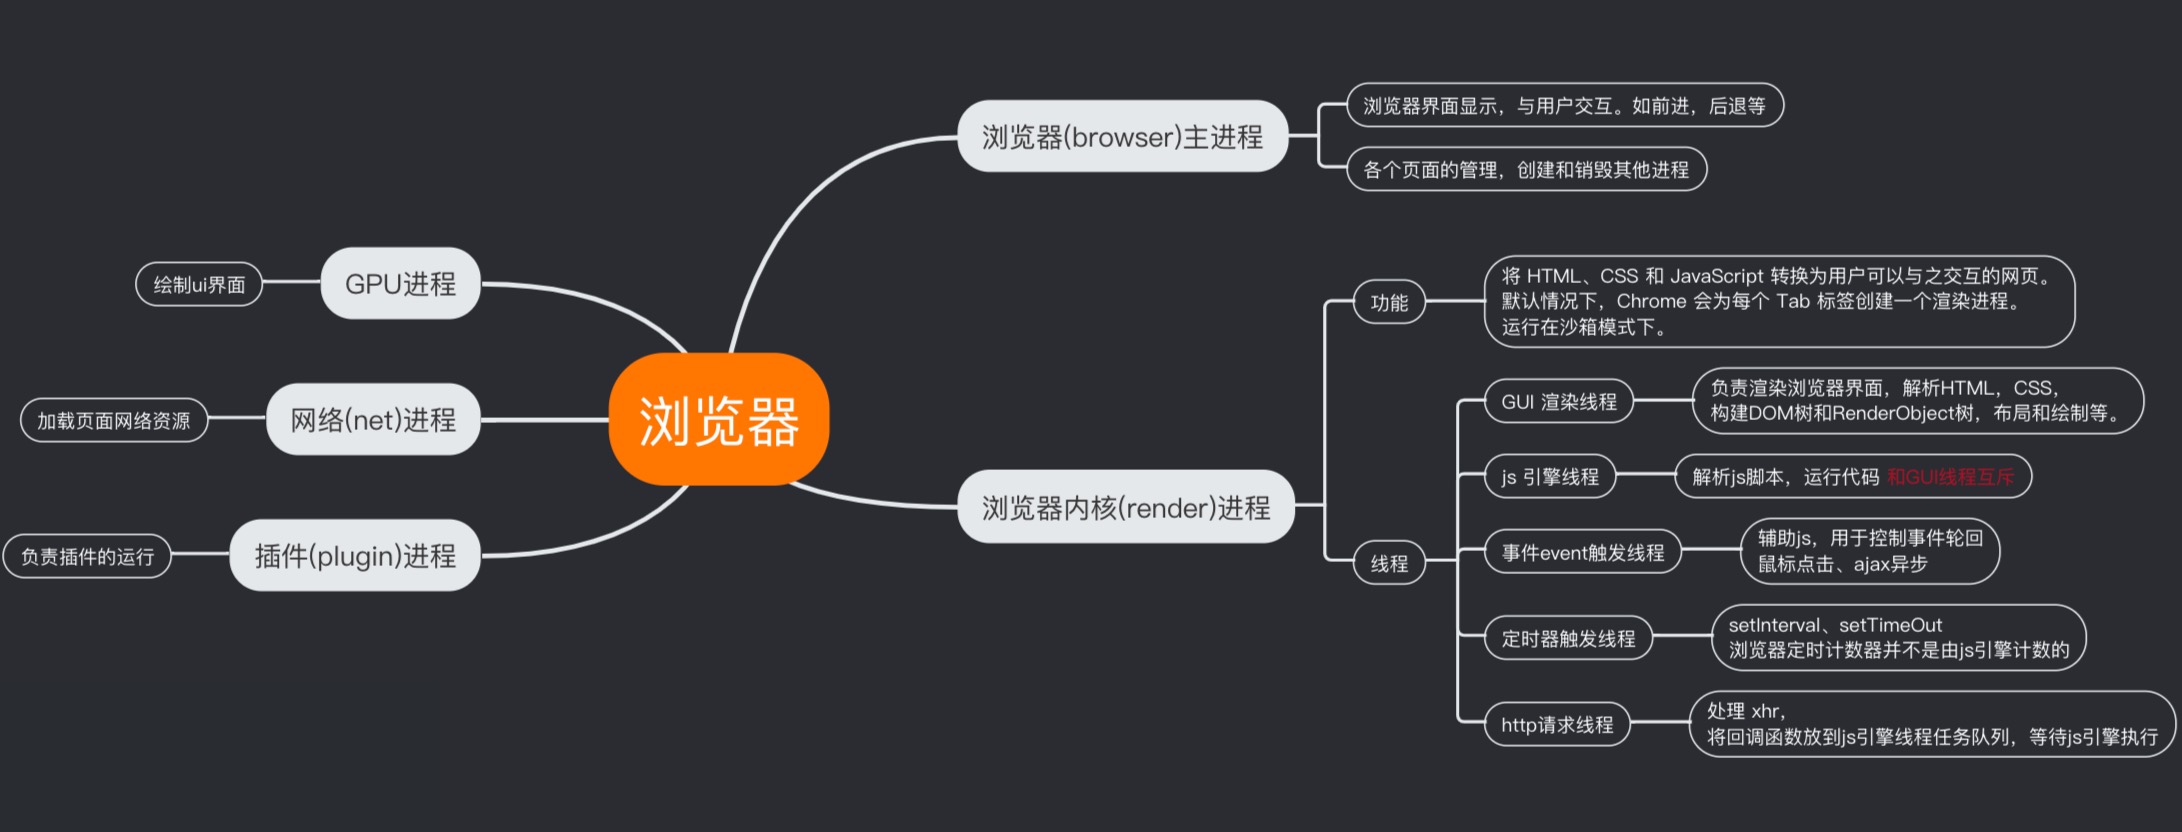 浏览器
浏览器(browser)主进程
浏览器界面显示，与用户交互。如前进，后退等
各个页面的管理，创建和销毁其他进程
浏览器内核(render)进程
功能
将 HTML、CSS 和 JavaScript 转换为用户可以与之交互的网页。
默认情况下，Chrome 会为每个 Tab 标签创建一个渲染进程。
运行在沙箱模式下。
线程
GUI 渲染线程
负责渲染浏览器界面，解析HTML，CSS，
构建DOM树和RenderObject树，布局和绘制等。
js 引擎线程
解析js脚本，运行代码 和GUI线程互斥
事件event触发线程
辅助js，用于控制事件轮回
鼠标点击、ajax异步
定时器触发线程
setInterval、setTimeOut
浏览器定时计数器并不是由js引擎计数的
http请求线程
处理 xhr，
将回调函数放到js引擎线程任务队列，等待js引擎执行
GPU进程
绘制ui界面
网络(net)进程
加载页面网络资源
插件(plugin)进程
负责插件的运行